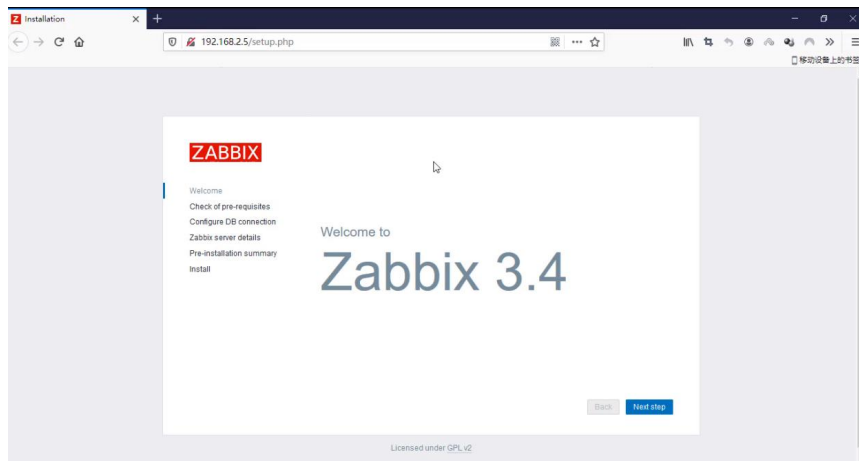 Installation
192.168.2.5/setup.php
移动设备上的书签
ZABBIX
Welcome
Check of pre-requisites
Configure DB connection
Zabbix server details
Pre-installation summary
Install
Welcome to
Zabbix 3.4
Back
Next step
Licensed under GPL v2